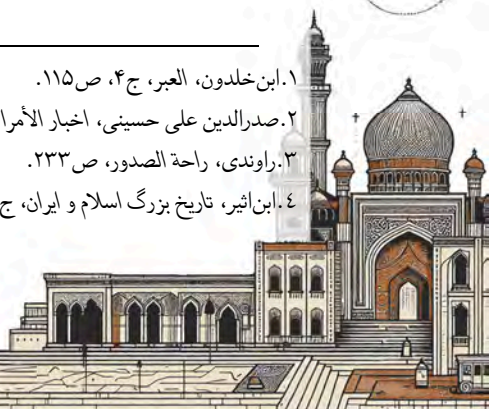 ۱.ابن‌خلدون، العبر، ج۴، ص۱۱۵.
۲.صدرالدین علی حسینی، اخبار الأمرا
۳.راوندی، راحة الصدور، ص۲۳۳.
٤.ابن‌اثیر، تاریخ بزرگ اسلام و ایران، ج